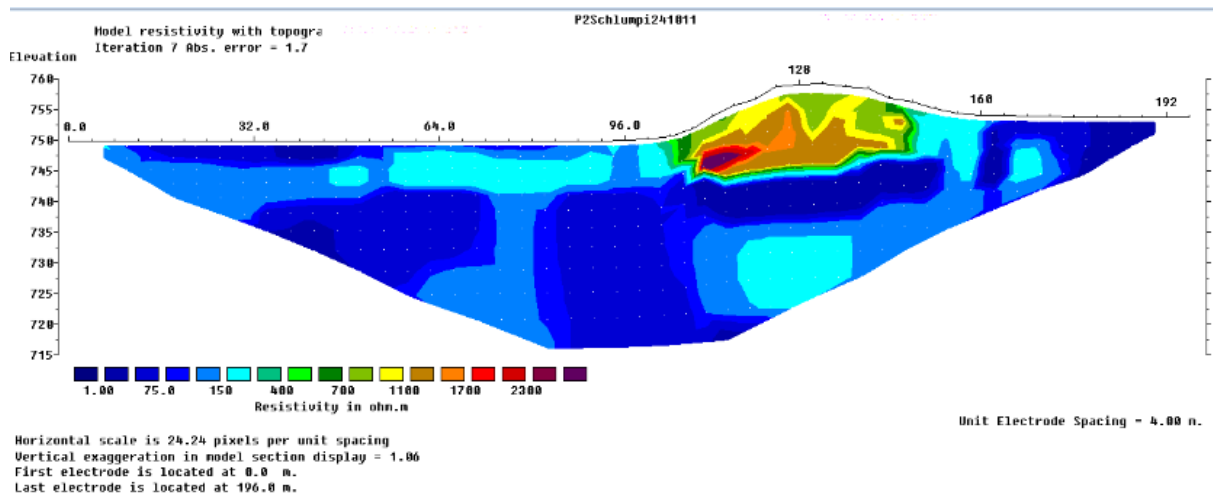 P2Schlumpi241011
Model resistivity with topogra
Iteration 7 Abs. error = 1.7
Elevation
760
755
750
745
740
735
730
725
720
715
0.0 32.0 64.0 96.0 128 160 192
1.00 75.0 150 400 700 1100 1700 2300
Resistivity in ohm.m
Unit Electrode Spacing = 4.00 m.
Horizontal scale is 24.24 pixels per unit spacing
Vertical exaggeration in model section display = 1.06
First electrode is located at 0.0 m.
Last electrode is located at 196.0 m.